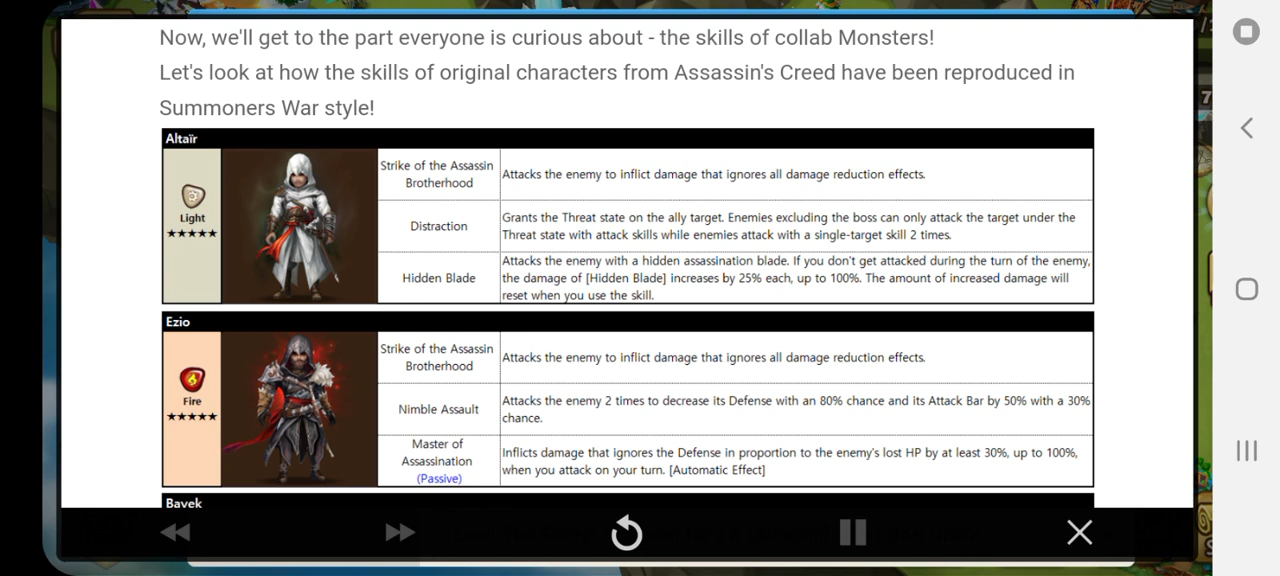 Now, we'll get to the part everyone is curious about - the skills of collab Monsters!
Let's look at how the skills of original characters from Assassin's Creed have been reproduced in
Summoners War style!
Altaïr
Light
★★★★★
Strike of the Assassin
Brotherhood
Attacks the enemy to inflict damage that ignores all damage reduction effects.
Distraction
Grants the Threat state on the ally target. Enemies excluding the boss can only attack the target under the
Threat state with attack skills while enemies attack with a single-target skill 2 times.
Hidden Blade
Attacks the enemy with a hidden assassination blade. If you don't get attacked during the turn of the enemy,
the damage of [Hidden Blade] increases by 25% each, up to 100%. The amount of increased damage will
reset when you use the skill.
Ezio
Fire
★★★★★
Strike of the Assassin
Brotherhood
Attacks the enemy to inflict damage that ignores all damage reduction effects.
Nimble Assault
Attacks the enemy 2 times to decrease its Defense with an 80% chance and its Attack Bar by 50% with a 30%
chance.
Master of
Assassination
(Passive)
Inflicts damage that ignores the Defense in proportion to the enemy's lost HP by at least 30%, up to 100%,
when you attack on your turn. [Automatic Effect]
Bayek